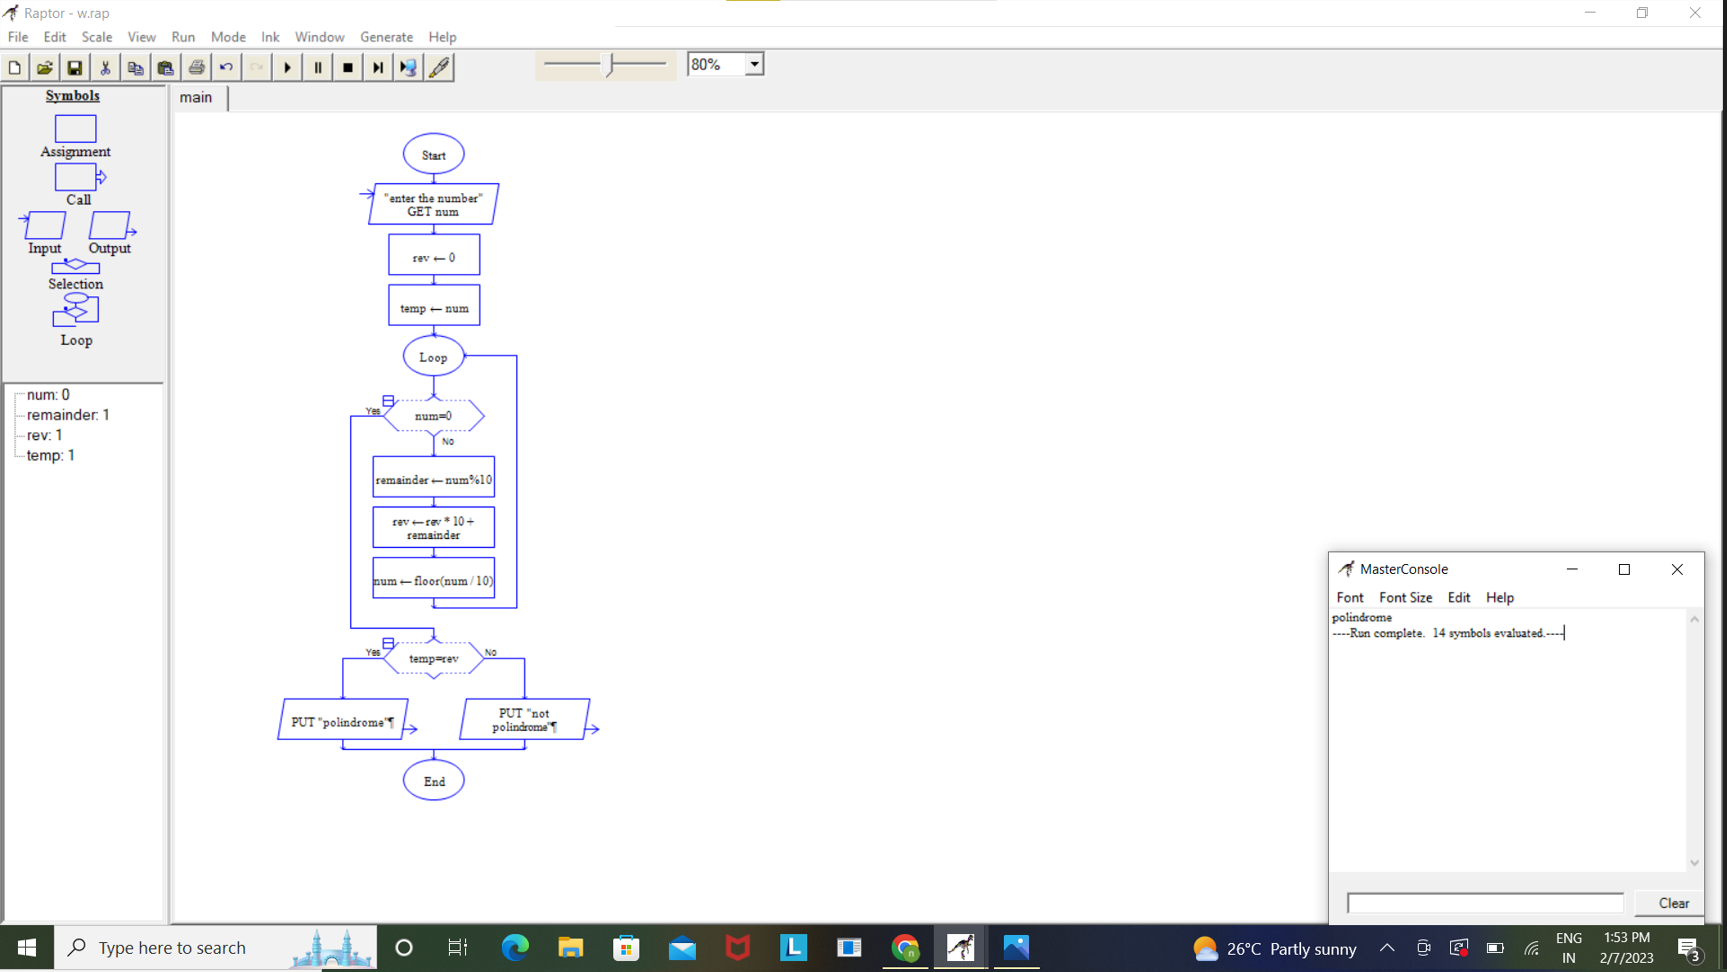 Raptor - w.rap
File Edit Scale View Run Mode Ink Window Generate Help
80%
Symbols
Assignment
Call
Input Output
Selection
Loop
num: 0
remainder: 1
rev: 1
temp: 1
main
Start
"enter the number"
GET num
rev ← 0
temp ← num
Loop
Yes
num=0
No
remainder ← num%10
rev ← rev * 10 +
remainder
num ← floor(num / 10)
Yes
temp=rev
No
PUT "polindrome"¶
PUT "not
polindrome"¶
End
MasterConsole
Font Font Size Edit Help
polindrome
----Run complete. 14 symbols evaluated.----
Clear
Type here to search
L
n
26°C Partly sunny
ENG
IN
1:53 PM
2/7/2023
3